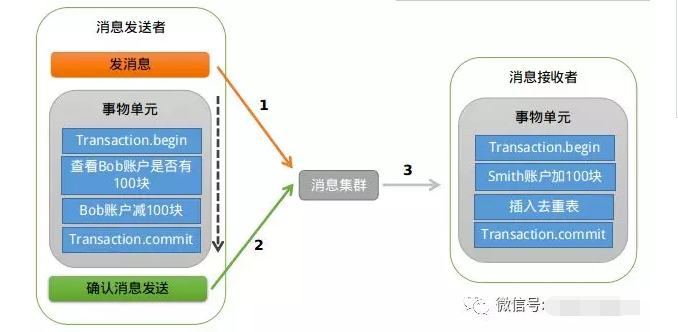 消息发送者
发消息
事物单元
Transaction.begin
查看Bob账户是否有
100块
Bob账户减100块
Transaction.commit
确认消息发送
1
2
消息集群
3
消息接收者
事物单元
Transaction.begin
Smith账户加100块
插入去重表
Transaction.commit
微信号: